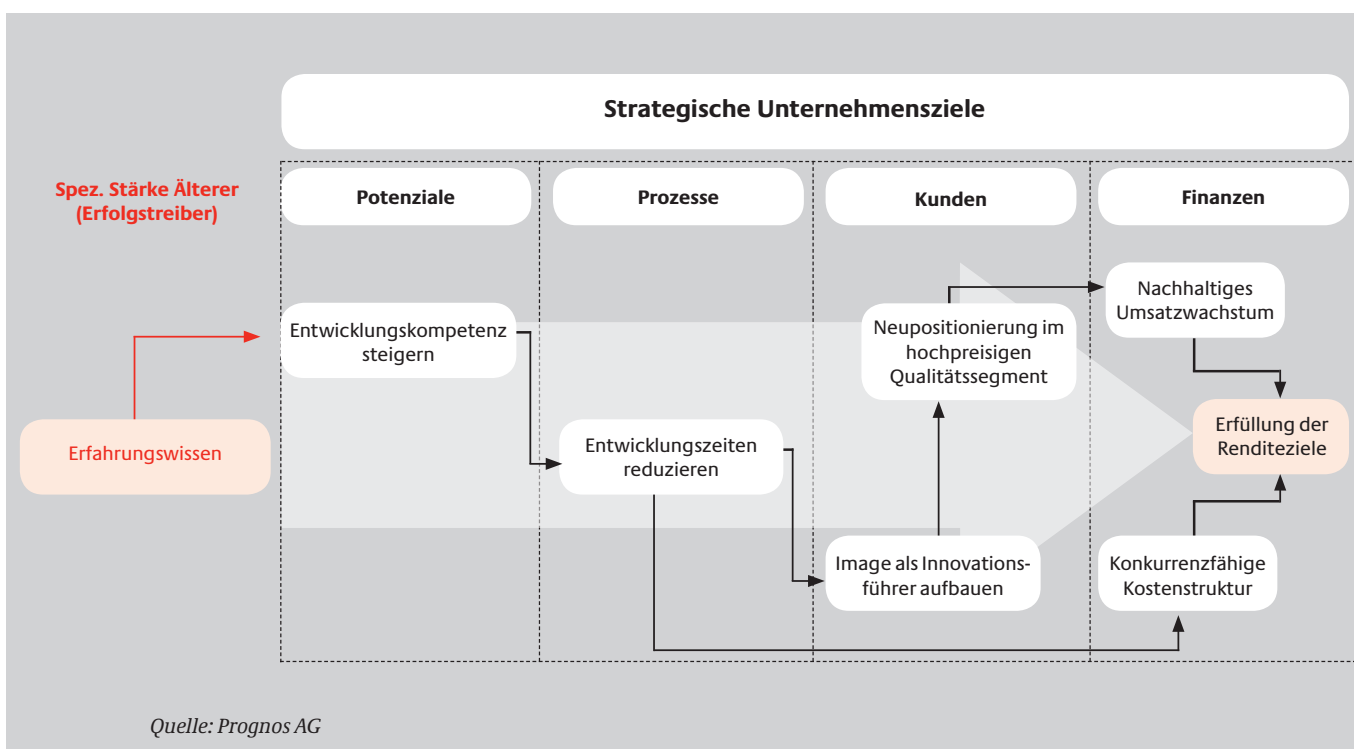 Strategische Unternehmensziele
Spez. Stärke Älterer
(Erfolgstreiber)
Potenziale
Prozesse
Kunden
Finanzen
Erfahrungswissen
Entwicklungskompetenz
steigern
Entwicklungszeiten
reduzieren
Neupositionierung im
hochpreisigen
Qualitätssegment
Image als Innovations-
führer aufbauen
Nachhaltiges
Umsatzwachstum
Erfüllung der
Renditeziele
Konkurrenzfähige
Kostenstruktur
Quelle: Prognos AG